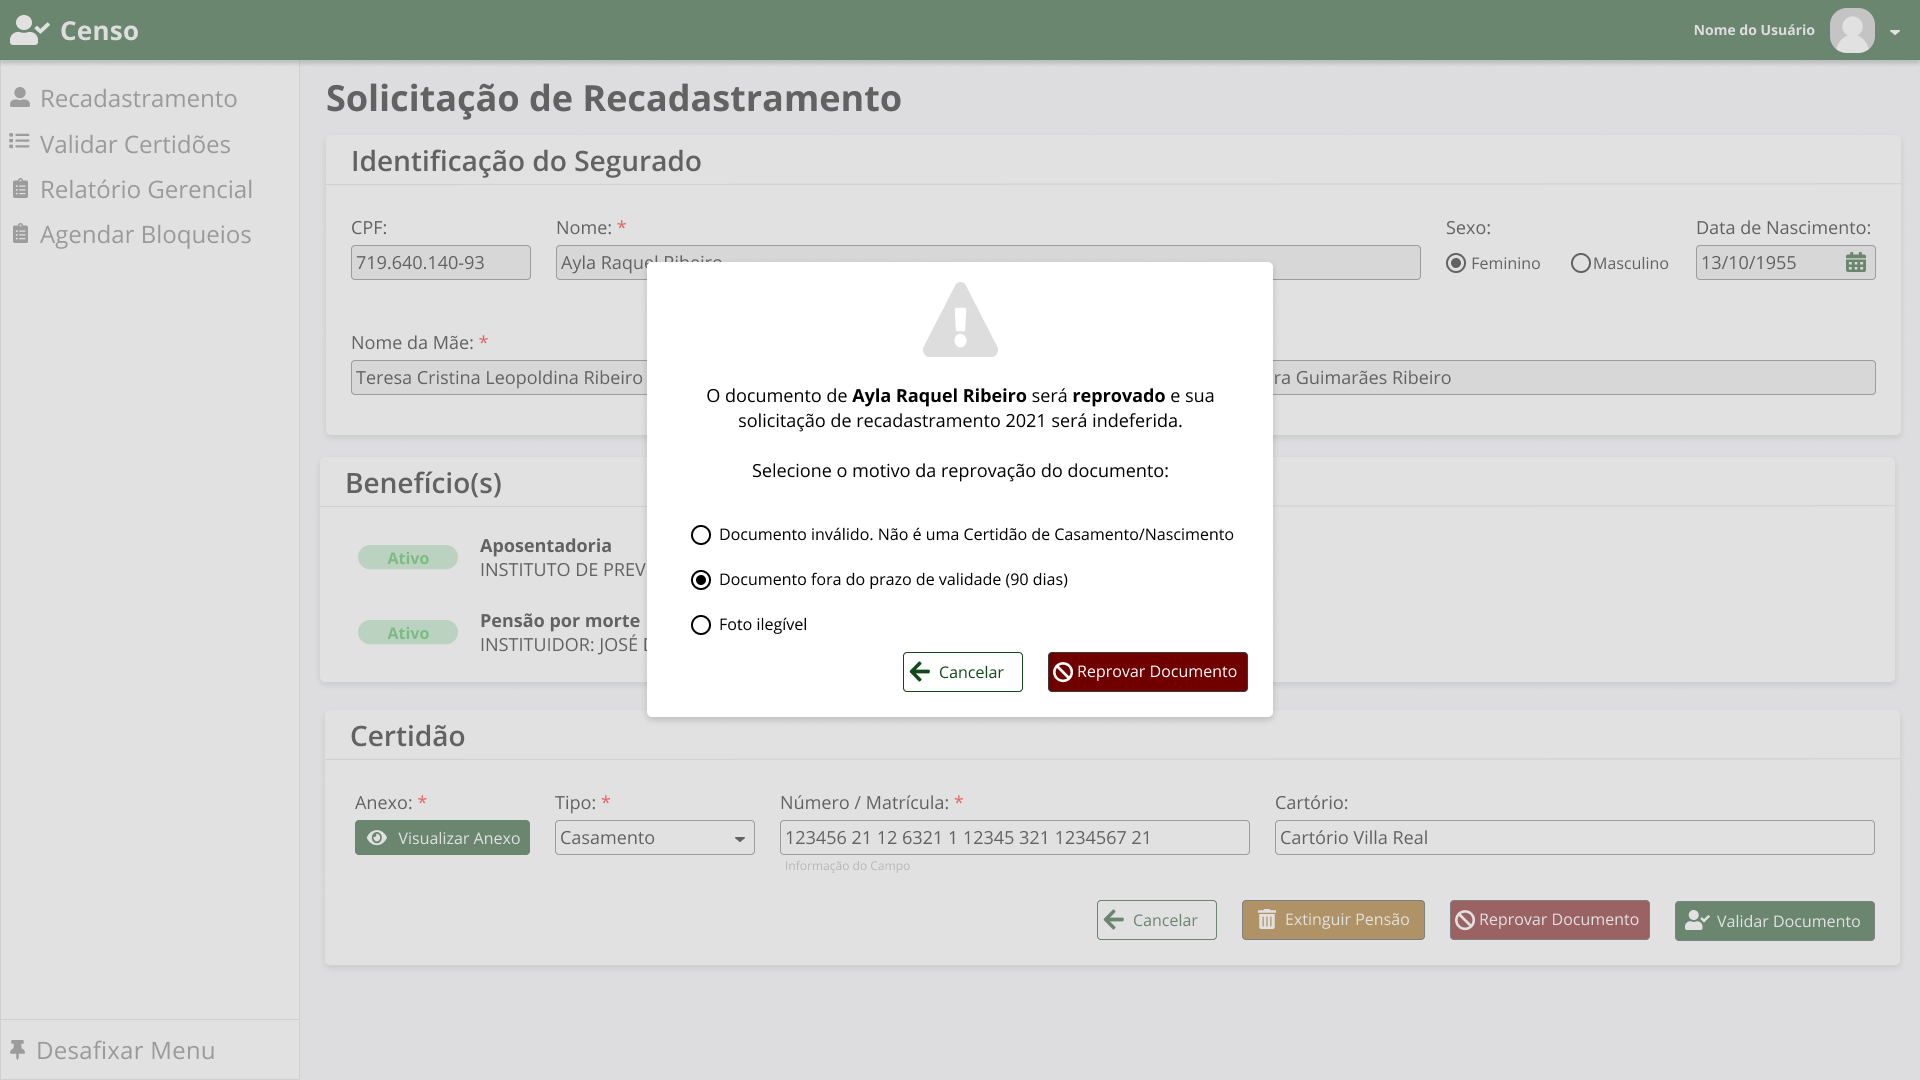 Censo
Nome do Usuário
Recadastramento
Validar Certidões
Relatório Gerencial
Agendar Bloqueios
Desafixar Menu
Solicitação de Recadastramento
Identificação do Segurado
CPF:
719.640.140-93
Nome: *
Ayla Raquel Ribeiro
Sexo:
Feminino
Masculino
Data de Nascimento:
13/10/1955
Nome da Mãe: *
Teresa Cristina Leopoldina Ribeiro
Guimarães Ribeiro
Benefício(s)
Ativo
Aposentadoria
INSTITUTO DE PREV
Ativo
Pensão por morte
INSTITUIDOR: JOSÉ
O documento de Ayla Raquel Ribeiro será reprovado e sua
solicitação de recadastramento 2021 será indeferida.
Selecione o motivo da reprovação do documento:
Documento inválido. Não é uma Certidão de Casamento/Nascimento
Documento fora do prazo de validade (90 dias)
Foto ilegível
Cancelar
Reprovar Documento
Certidão
Anexo: *
Visualizar Anexo
Tipo: *
Casamento
Número / Matrícula: *
123456 21 12 6321 1 12345 321 1234567 21
Informação do Campo
Cartório:
Cartório Villa Real
Cancelar
Extinguir Pensão
Reprovar Documento
Validar Documento